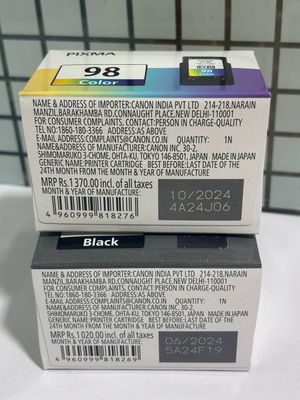 PIXMA
98
Color
NAME & ADDRESS OF IMPORTER:CANON INDIA PVT LTD 214-218,NARAIN
MANZIL,BARAKHAMBA RD,CONNAUGHT PLACE,NEW DELHI-110001
FOR CONSUMER COMPLAINTS, CONTACT:PERSON IN CHARGE-QUALITY
TEL NO:1860-180-3366 ADDRESS:AS ABOVE
E-MAIL ADDRESS:CONSUMER@CANON.CO.IN QUANTITY: 1N
NAME&ADDRESS OF MANUFACTURER: CANON INC. 30-2,
SHIMOMARUKO 3-CHOME, OHTA-KU, TOKYO 146-8501, JAPAN MADE IN JAPAN
GENERIC NAME:PRINTER CARTRIDGE BEST BEFORE:LAST DATE OF THE
24TH MONTH FROM THE MONTH & YEAR OF MANUFACTURE
MRP Rs.1370.00 incl. of all taxes
MONTH & YEAR OF MANUFACTURE:
10/2024
4A24J06
4 960999 818276
Black
NAME & ADDRESS OF IMPORTER:CANON INDIA PVT LTD 214-218,NARAIN
MANZIL,BARAKHAMBA RD,CONNAUGHT PLACE,NEW DELHI-110001
FOR CONSUMER COMPLAINTS, CONTACT:PERSON IN CHARGE-QUALITY
TEL NO:1860-180-3366 ADDRESS:AS ABOVE
E-MAIL ADDRESS:CONSUMER@CANON.CO.IN QUANTITY: 1N
NAME&ADDRESS OF MANUFACTURER: CANON INC. 30-2,
SHIMOMARUKO 3-CHOME, OHTA-KU, TOKYO 146-8501, JAPAN MADE IN JAPAN
GENERIC NAME:PRINTER CARTRIDGE BEST BEFORE:LAST DATE OF THE
24TH MONTH FROM THE MONTH & YEAR OF MANUFACTURE
MRP Rs.1020.00 incl. of all taxes
MONTH & YEAR OF MANUFACTURE:
06/2024
5A24F19
4 960999 818269